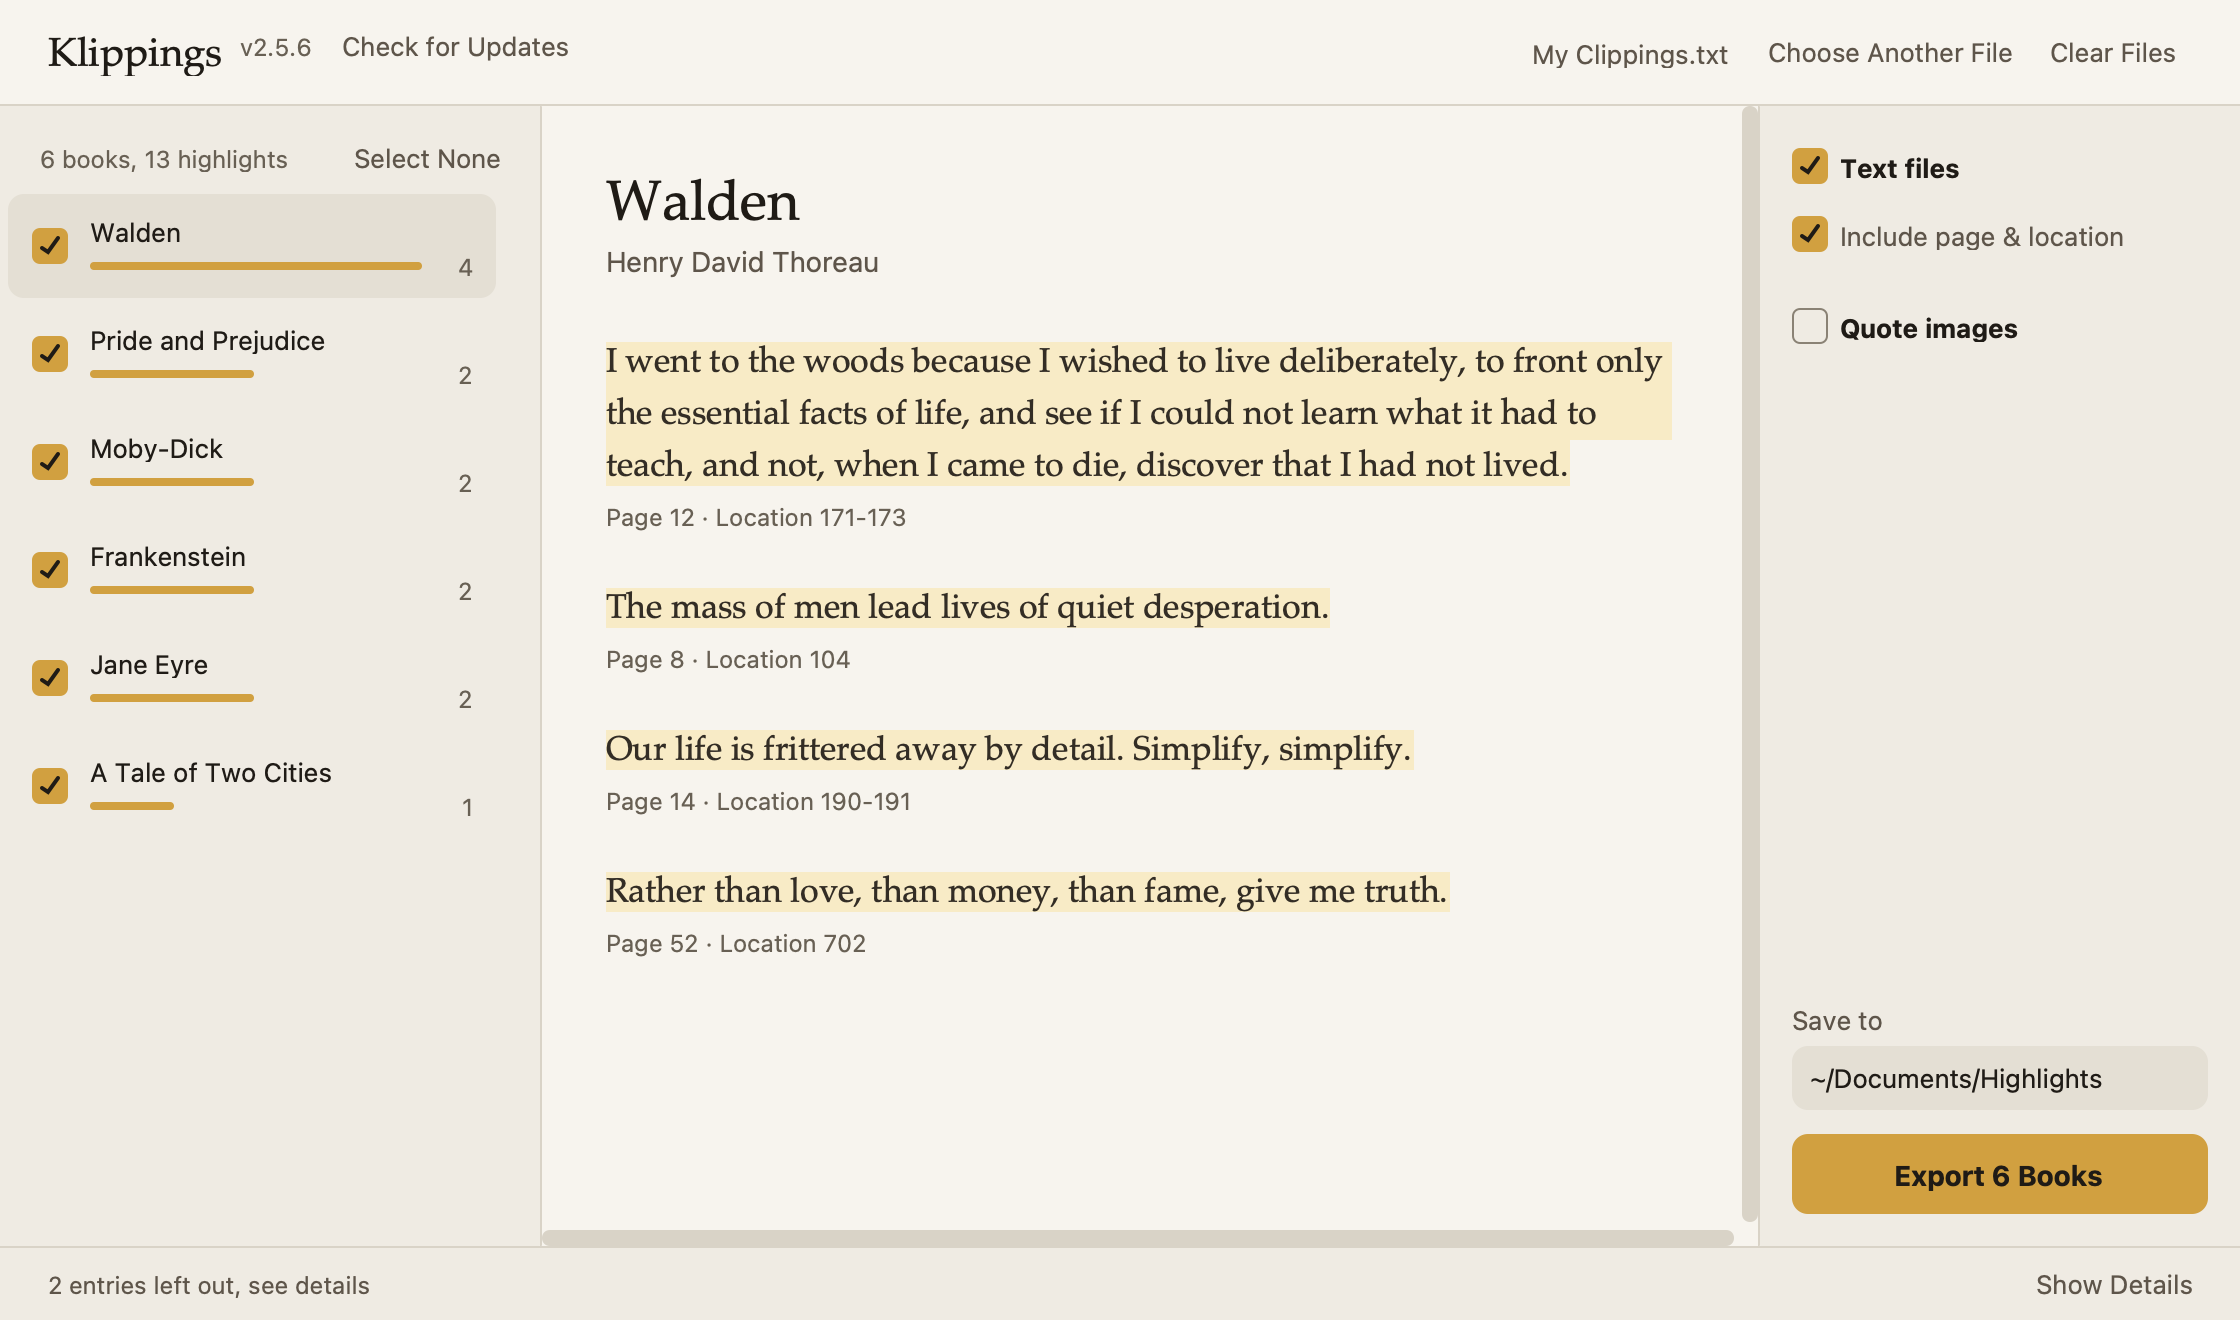 Klippings v2.5.6 Check for Updates
My Clippings.txt Choose Another File Clear Files
6 books, 13 highlights Select None
Walden
4
Pride and Prejudice
2
Moby-Dick
2
Frankenstein
2
Jane Eyre
2
A Tale of Two Cities
1
Walden
Henry David Thoreau
I went to the woods because I wished to live deliberately, to front only
the essential facts of life, and see if I could not learn what it had to
teach, and not, when I came to die, discover that I had not lived.
Page 12 · Location 171-173
The mass of men lead lives of quiet desperation.
Page 8 · Location 104
Our life is frittered away by detail. Simplify, simplify.
Page 14 · Location 190-191
Rather than love, than money, than fame, give me truth.
Page 52 · Location 702
Text files
Include page & location
Quote images
Save to
~/Documents/Highlights
Export 6 Books
2 entries left out, see details
Show Details